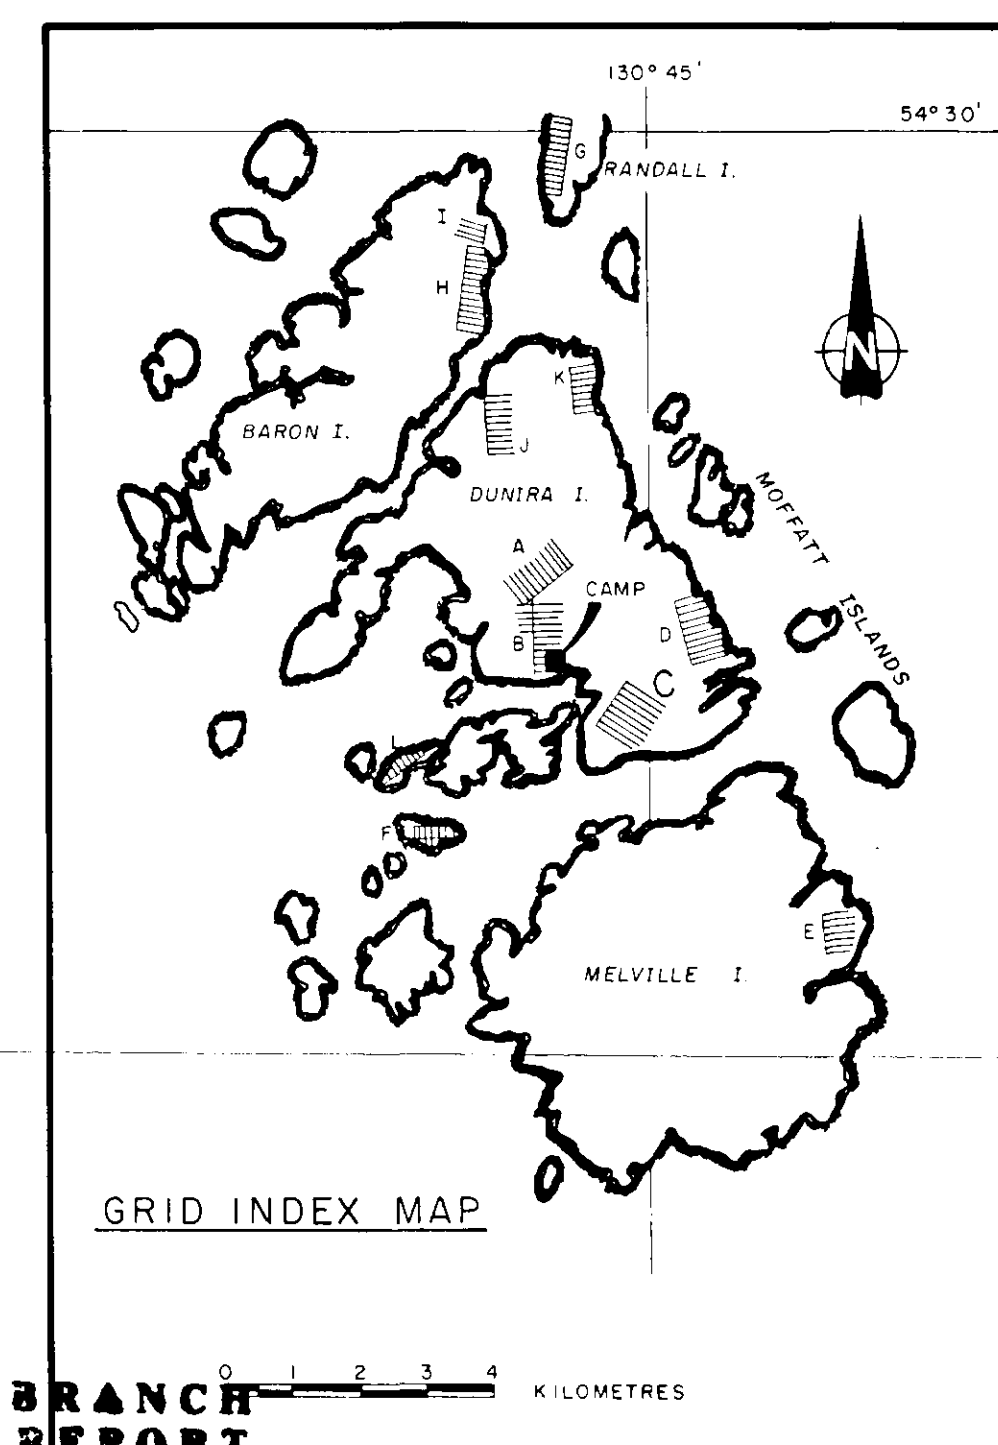 130° 45'
54° 30'
G
RANDALL I.
I
H
N
K
BARON I.
J
DUNIRA I.
MOFFATT
ISLANDS
A
CAMP
B
D
C
L
F
E
MELVILLE I.
GRID INDEX MAP
0 1 2 3 4
KILOMETRES
BRANCH
REPORT